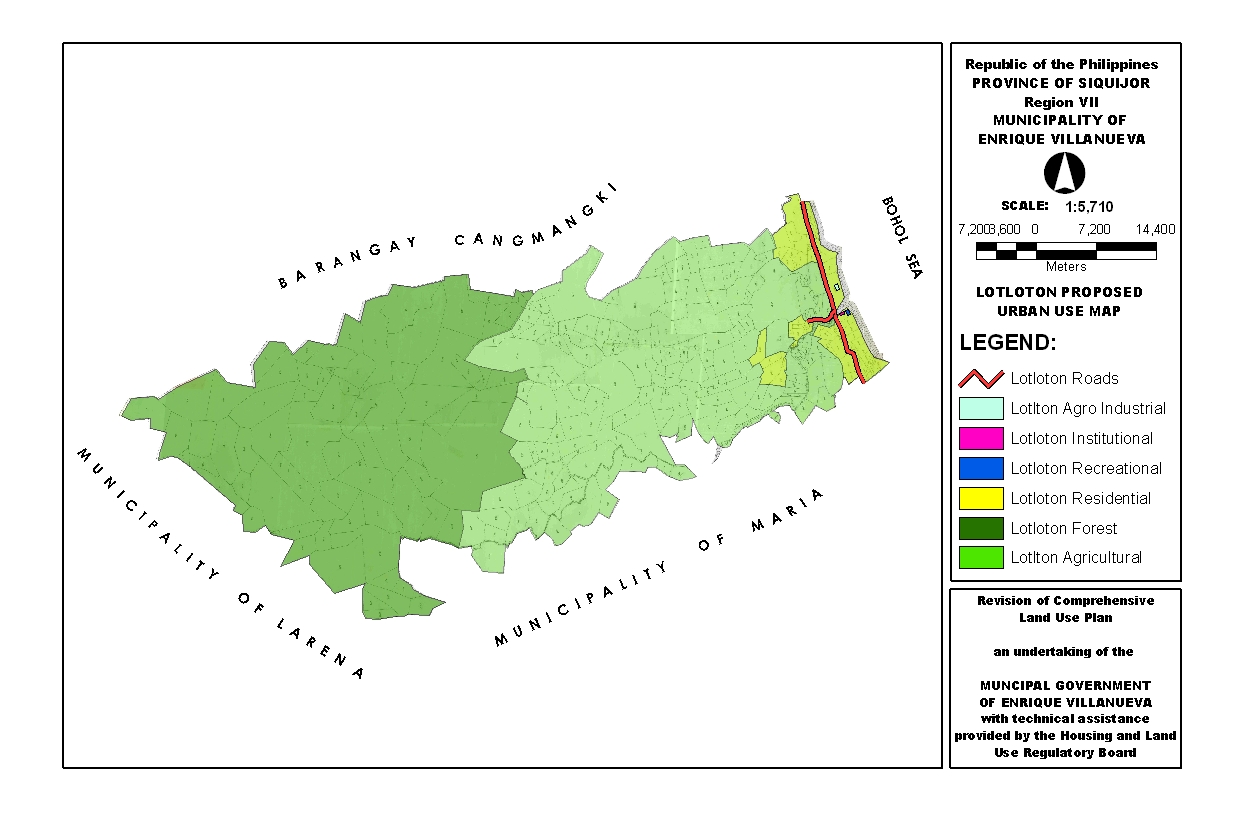 BARANGAY CANGMANGKI
BOHOL SEA
MUNICIPALITY OF LARENA
MUNICIPALITY OF MARIA
Republic of the Philippines
PROVINCE OF SIQUIJOR
Region VII
MUNICIPALITY OF
ENRIQUE VILLANUEVA
SCALE: 1:5,710
7,2003,600 0 7,200 14,400
Meters
LOTLOTON PROPOSED
URBAN USE MAP
LEGEND:
Lotloton Roads
Lotlton Agro Industrial
Lotloton Institutional
Lotloton Recreational
Lotloton Residential
Lotloton Forest
Lotlton Agricultural
Revision of Comprehensive
Land Use Plan
an undertaking of the
MUNCIPAL GOVERNMENT
OF ENRIQUE VILLANUEVA
with technical assistance
provided by the Housing and Land
Use Regulatory Board